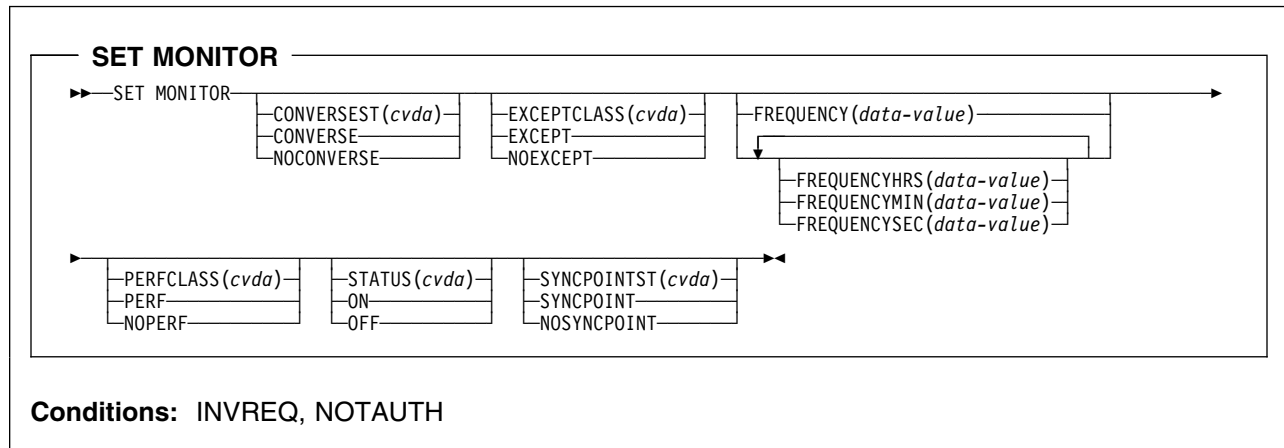 SET MONITOR
SET MONITOR
CONVERSEST(cvda) EXCEPTCLASS(cvda) FREQUENCY(data-value)
CONVERSE EXCEPT
NOCONVERSE NOEXCEPT
FREQUENCYHRS(data-value)
FREQUENCYMIN(data-value)
FREQUENCYSEC(data-value)
PERFCLASS(cvda) STATUS(cvda) SYNCPOINTST(cvda)
PERF ON SYNCPOINT
NOPERF OFF NOSYNCPOINT
Conditions: INVREQ, NOTAUTH